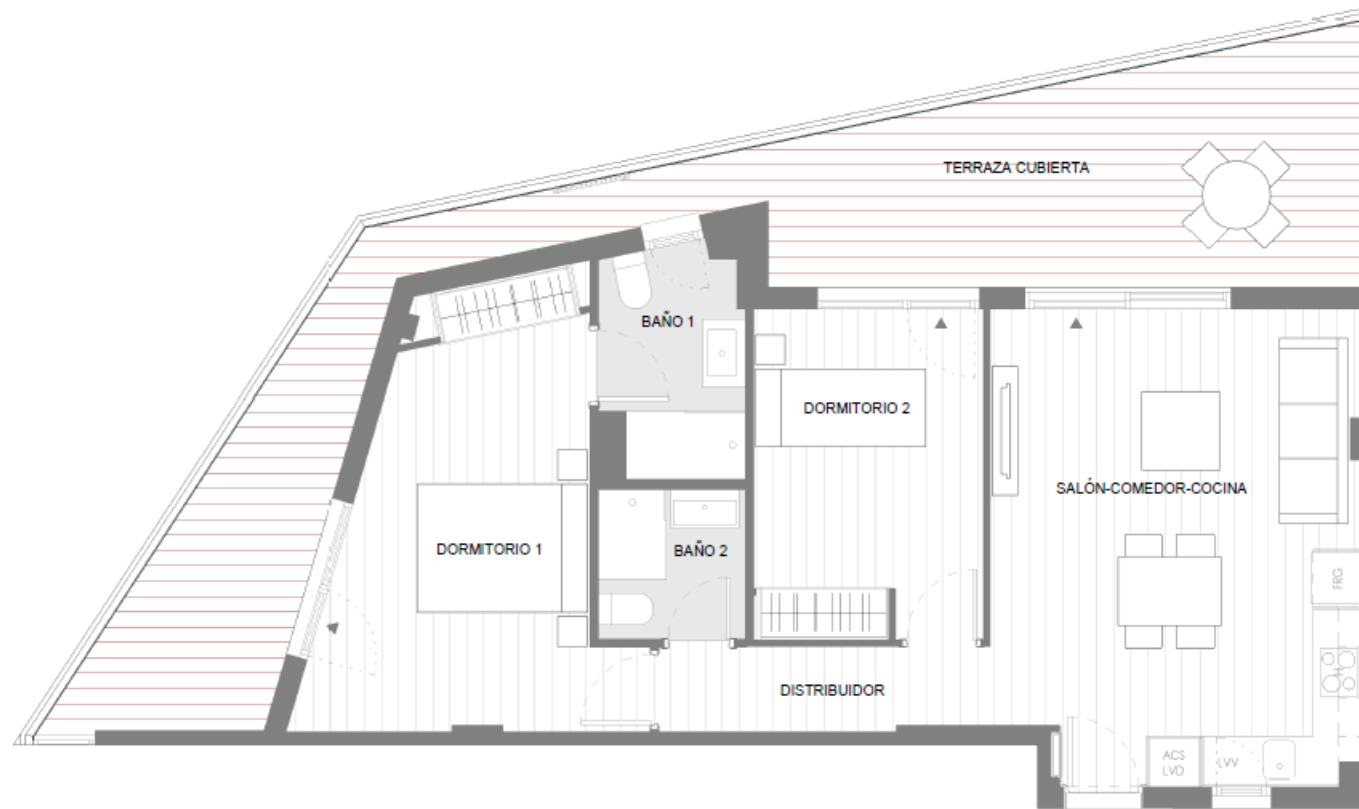 TERRAZA CUBIERTA
BAÑO 1
DORMITORIO 2
SALÓN-COMEDOR-COCINA
DORMITORIO 1
BAÑO 2
FRG
DISTRIBUIDOR
ACS
LVD
LVV